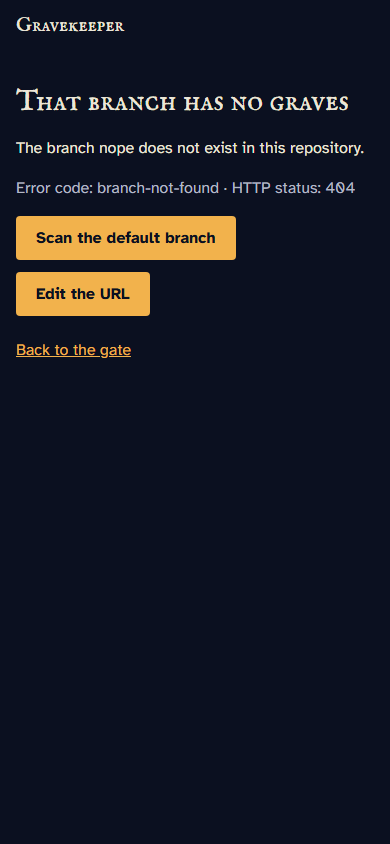 Gravekeeper
That branch has no graves
The branch nope does not exist in this repository.
Error code: branch-not-found · HTTP status: 404
Scan the default branch
Edit the URL
Back to the gate